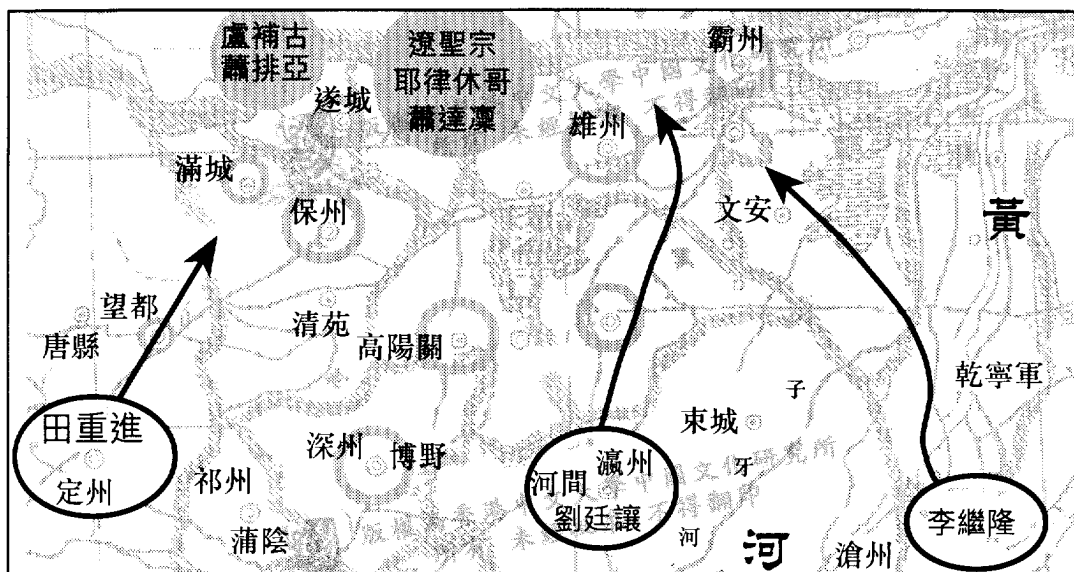 盧補古
蕭排亞
遼聖宗
耶律休哥
蕭達凜
霸州
遂城
雄州
滿城
保州
文安
黃
望都
唐縣
清苑
高陽關
乾寧軍
田重進
定州
束城
子
深州
博野
瀛州
河間
劉廷讓
祁州
牙
李繼隆
蒲陰
河
河
滄州